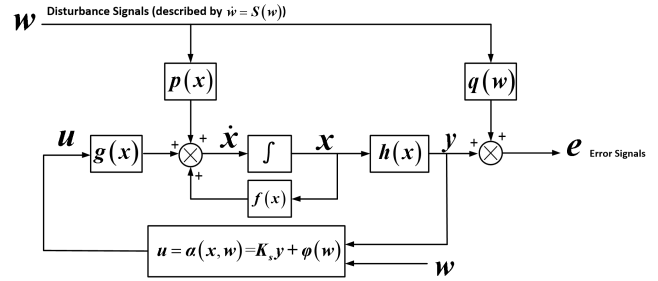 w Disturbance Signals (described by ẇ = S(w))
p(x) q(w)
u g(x) + + + ẋ ∫ x h(x) y + + e Error Signals
f(x)
u = α(x, w)=Kₛy + φ(w)
w